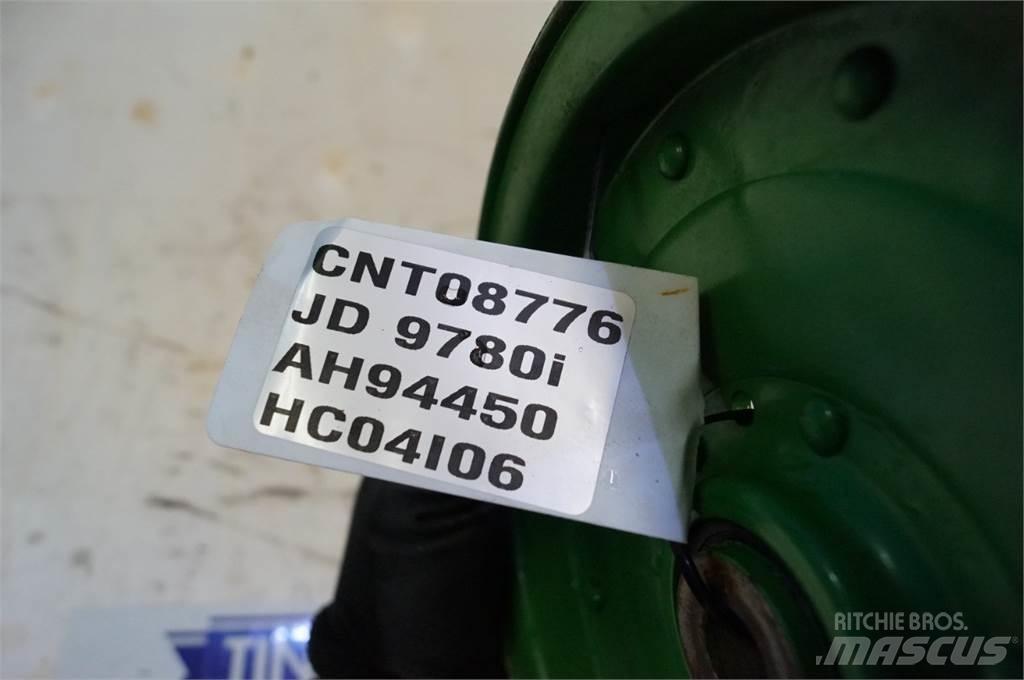 CNT08776
JD 9780i
AH94450
HC04I06
RITCHIE BROS.
MASCUS